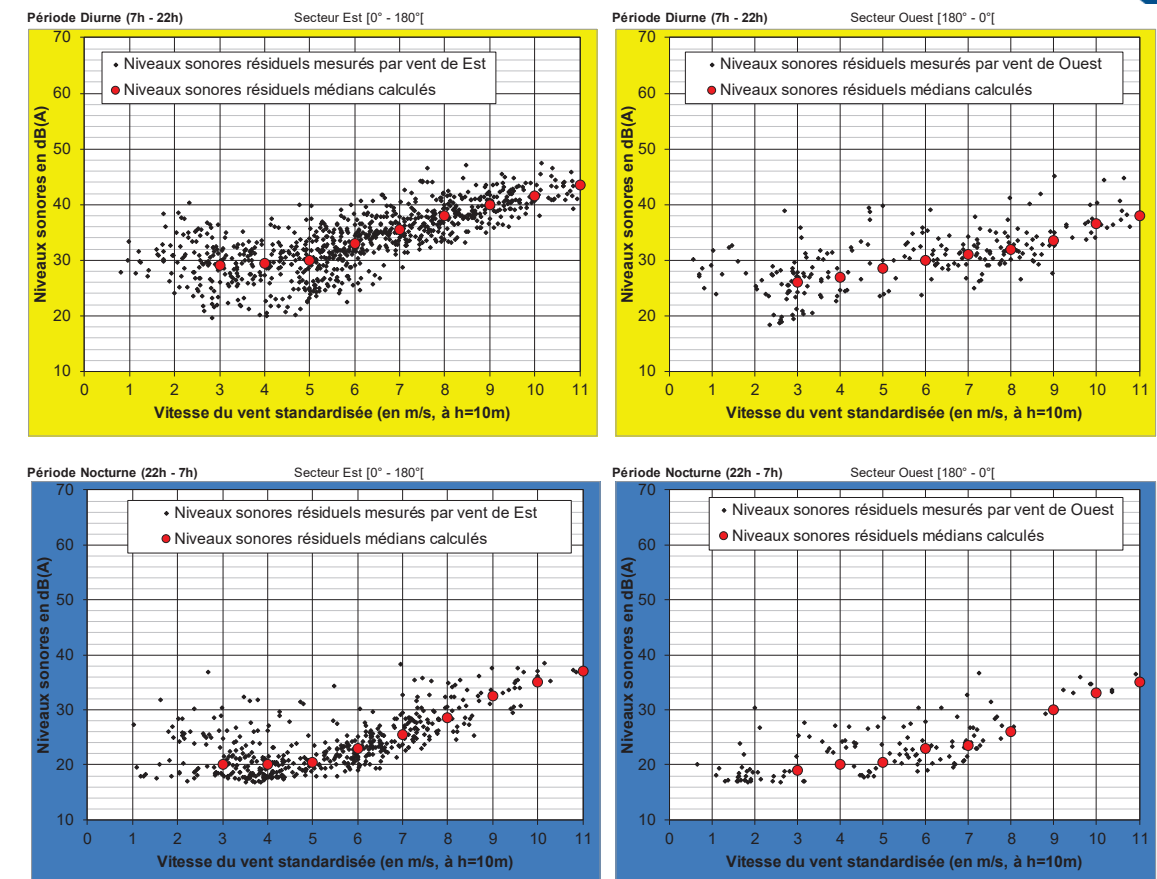 Période Diurne (7h - 22h) Secteur Est [0° - 180°[
70
60
50
40
30
20
10
Niveaux sonores en dB(A)
Niveaux sonores résiduels mesurés par vent de Est
Niveaux sonores résiduels médians calculés
0 1 2 3 4 5 6 7 8 9 10 11
Vitesse du vent standardisée (en m/s, à h=10m)
Période Diurne (7h - 22h) Secteur Ouest [180° - 0°[
70
60
50
40
30
20
10
Niveaux sonores en dB(A)
Niveaux sonores résiduels mesurés par vent de Ouest
Niveaux sonores résiduels médians calculés
0 1 2 3 4 5 6 7 8 9 10 11
Vitesse du vent standardisée (en m/s, à h=10m)
Période Nocturne (22h - 7h) Secteur Est [0° - 180°[
70
60
50
40
30
20
10
Niveaux sonores en dB(A)
Niveaux sonores résiduels mesurés par vent de Est
Niveaux sonores résiduels médians calculés
0 1 2 3 4 5 6 7 8 9 10 11
Vitesse du vent standardisée (en m/s, à h=10m)
Période Nocturne (22h - 7h) Secteur Ouest [180° - 0°[
70
60
50
40
30
20
10
Niveaux sonores en dB(A)
Niveaux sonores résiduels mesurés par vent de Ouest
Niveaux sonores résiduels médians calculés
0 1 2 3 4 5 6 7 8 9 10 11
Vitesse du vent standardisée (en m/s, à h=10m)